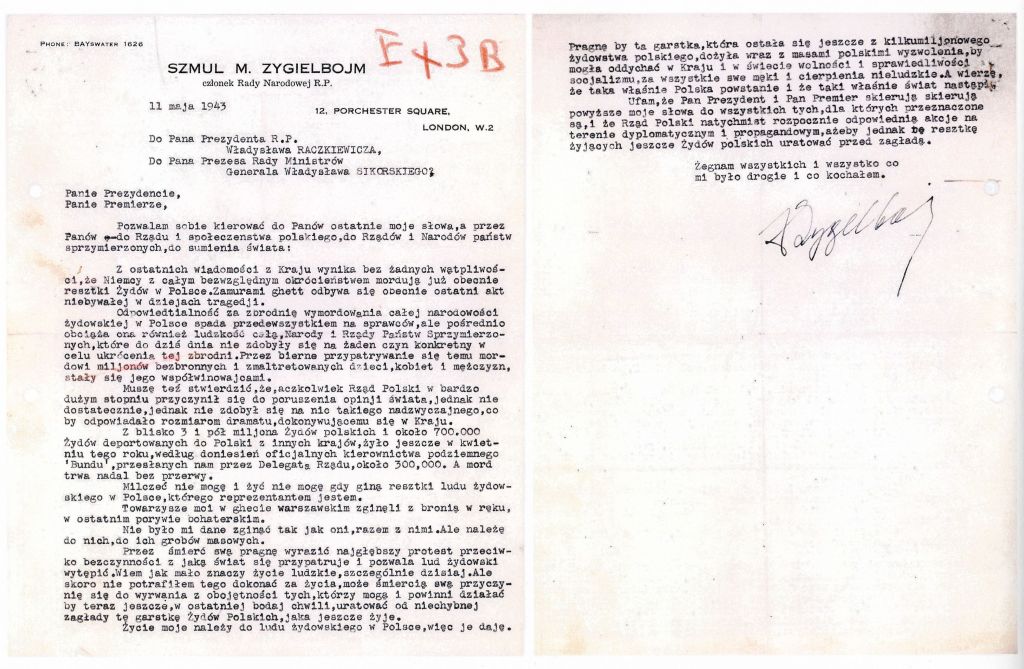 PHONE: BAYSWATER 1626
Ex 3B
SZMUL M. ZYGIELBOJM
członek Rady Narodowej R.P.
11 maja 1943
12, PORCHESTER SQUARE,
LONDON, W.2
Do Pana Prezydenta R.P.
Władysława RACZKIEWICZA,
Do Pana Prezesa Rady Ministrów
Generala Władysława SIKORSKIEGO
Panie Prezydencie,
Panie Premierze,
Pozwalam sobie kierować do Panów ostatnie moje słowa,a przez
Panów do Rządu i społeczeństwa polskiego,do Rządów i Narodów państw
sprzymierzonych,do sumienia świata:
Z ostatnich wiadomości z Kraju wynika bez żadnych wątpliwoś-
ci,że Niemcy z całym bezwzględnym okrócieństwem mordują już obecnie
resztki Żydów w Polsce.Zamurami ghett odbywa się obecnie ostatni akt
niebywałej w dziejach tragedji.
Odpowiedtialność za zbrodnię wymordowania całej narodowości
żydowskiej w Polsce spada przedewszystkiem na sprawców,ale pośrednio
obciąża ona również ludzkość całą,Narody i Rządy Państw Sprzymierzo-
nych,które do dziś dnia nie zdobyły się na żaden czyn konkretny w
celu ukrócenia tej zbrodni.Przez bierne przypatrywanie się temu mor-
dowi miljonów bezbronnych i zmaltretowanych dzieci,kobiet i mężczyzn,
stały się jego współwinowajcami.
Muszę też stwierdzić,że,aczkolwiek Rząd Polski w bardzo
dużym stopniu przyczynił się do poruszenia opinji świata,jednak nie
dostatecznie,jednak nie zdobył się na nic takiego nadzwyczajnego,co
by odpowiadało rozmiarom dramatu,dokonywującemu się w Kraju.
Z blisko 3 i pół miljona Żydów polskich i około 700.000
Żydów deportowanych do Polski z innych krajów,żyło jeszcze w kwiet-
niu tego roku,według doniesień oficjalnych kierownictwa podziemnego
'Bundu',przesłanych nam przez Delegata Rządu,około 300,000. A mord
trwa nadal bez przerwy.
Milczeć nie mogę i żyć nie mogę gdy giną resztki ludu żydow-
skiego w Polsce,którego reprezentantem jestem.
Towarzysze moi w ghecie warszawskim zginęli z bronią w ręku,
w ostatnim porywie bohaterskim.
Nie było mi dane zginąć tak jak oni,razem z nimi.Ale należę
do nich,do ich grobów masowych.
Przez śmierć swą pragnę wyrazić najgłębszy protest przeciw-
ko bezczynności z jaką świat się przypatruje i pozwala lud żydowski
wytępić.Wiem jak mało znaczy życie ludzkie,szczególnie dzisiaj.Ale
skoro nie potrafiłem tego dokonać za życia,może śmiercią swą przyczy-
nię się do wyrwania z obojętności tych,którzy mogą i powinni działać
by teraz jeszcze,w ostatniej bodaj chwili,uratować od niechybnej
zagłady tę garstkę Żydów Polskich,jaka jeszcze żyje.
Życie moje należy do ludu żydowskiego w Polsce,więc je daję.
Pragnę by ta garstka,która ostała się jeszcze z kilkumiljonowego
żydowstwa polskiego,dożyła wraz z masami polskimi wyzwolenia,by
mogła oddychać w Kraju i w świecie wolności i sprawiedliwości
socjalizmu,za wszystkie swe męki i cierpienia nieludzkie.A wierzę,
że taka właśnie Polska powstanie i że taki właśnie świat nastąpi.
Ufam,że Pan Prezydent i Pan Premier skierują skierują
powyższe moje słowa do wszystkich tych,dla których przeznaczone
są,i że Rząd Polski natychmist rozpocznie odpowiednią akcje na
terenie dyplomatycznym i propagandowym,ażeby jednak tę resztkę
żyjących jeszcze Żydów polskich uratować przed zagładą.
Żegnam wszystkich i wszystko co
mi było drogie i co kochałem.